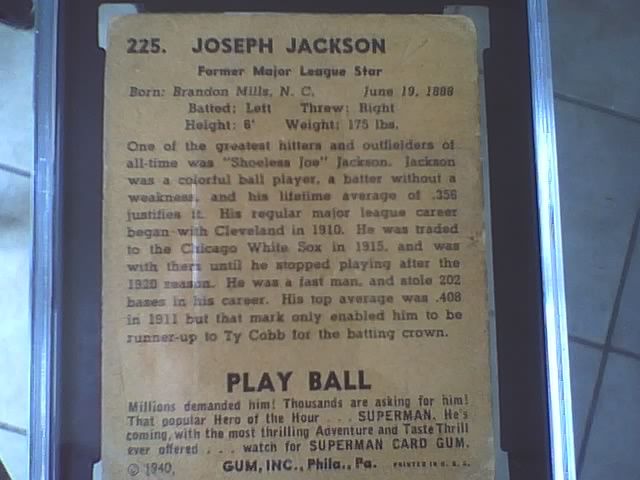 225. JOSEPH JACKSON
Former Major League Star
Born: Brandon Mills, N. C. June 19, 1888
Batted: Left Threw: Right
Height: 6' Weight: 175 lbs.
One of the greatest hitters and outfielders of
all-time was "Shoeless Joe" Jackson. Jackson
was a colorful ball player, a batter without a
weakness, and his lifetime average of .356
justifies it. His regular major league career
began with Cleveland in 1910. He was traded
to the Chicago White Sox in 1915, and was
with them until he stopped playing after the
1920 season. He was a fast man, and stole 202
bases in his career. His top average was .408
in 1911 but that mark only enabled him to be
runner-up to Ty Cobb for the batting crown.
PLAY BALL
Millions demanded him! Thousands are asking for him!
That popular Hero of the Hour . . . SUPERMAN. He's
coming, with the most thrilling Adventure and Taste Thrill
ever offered . . . watch for SUPERMAN CARD GUM.
© 1940, GUM, INC., Phila., Pa. PRINTED IN U. S. A.